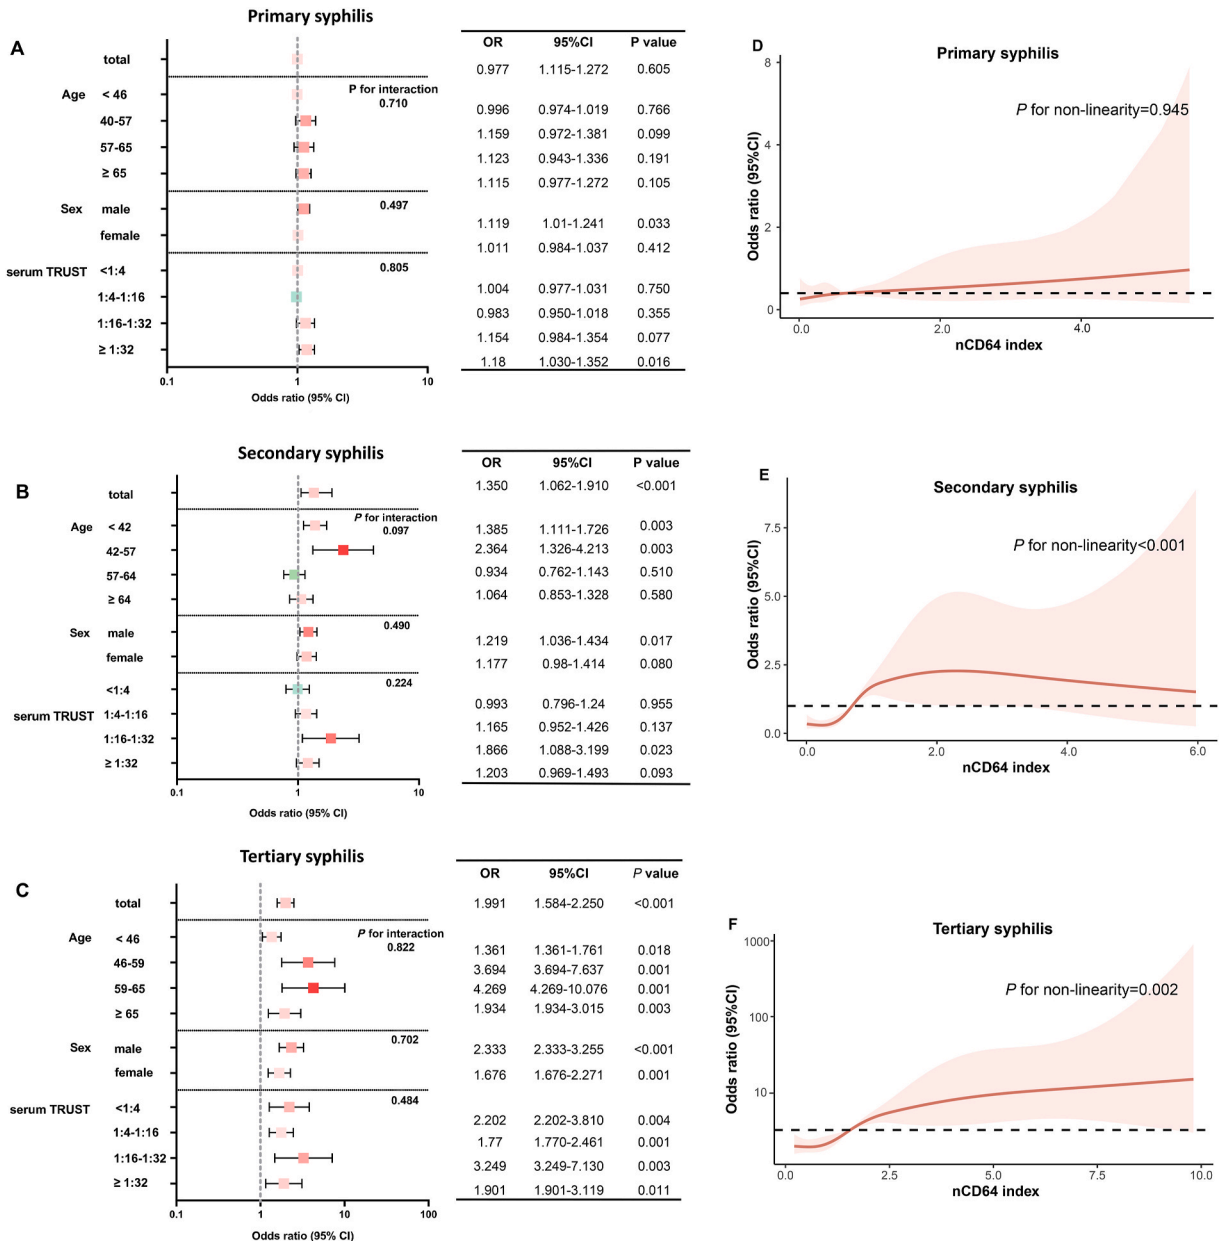 Primary syphilis
A
OR 95%CI P value
total
0.977 1.115-1.272 0.605
P for interaction
0.710
Age < 46
0.996 0.974-1.019 0.766
40-57
1.159 0.972-1.381 0.099
57-65
1.123 0.943-1.336 0.191
≥ 65
1.115 0.977-1.272 0.105
0.497
Sex male
1.119 1.01-1.241 0.033
female
1.011 0.984-1.037 0.412
0.805
serum TRUST <1:4
1.004 0.977-1.031 0.750
1:4-1:16
0.983 0.950-1.018 0.355
1:16-1:32
1.154 0.984-1.354 0.077
≥ 1:32
1.18 1.030-1.352 0.016
0.1 1 10
Odds ratio (95% CI)
D
Primary syphilis
P for non-linearity=0.945
Odds ratio (95%CI)
8
4
2
0
0.0 2.0 4.0
nCD64 index
Secondary syphilis
B
OR 95%CI P value
total
1.350 1.062-1.910 <0.001
P for interaction
0.097
Age < 42
1.385 1.111-1.726 0.003
42-57
2.364 1.326-4.213 0.003
57-64
0.934 0.762-1.143 0.510
≥ 64
1.064 0.853-1.328 0.580
0.490
Sex male
1.219 1.036-1.434 0.017
female
1.177 0.98-1.414 0.080
0.224
<1:4
0.993 0.796-1.24 0.955
serum TRUST 1:4-1:16
1.165 0.952-1.426 0.137
1:16-1:32
1.866 1.088-3.199 0.023
≥ 1:32
1.203 0.969-1.493 0.093
0.1 1 10
Odds ratio (95% CI)
E
Secondary syphilis
P for non-linearity<0.001
Odds ratio (95%CI)
7.5
5.0
2.5
0.0
0.0 2.0 4.0 6.0
nCD64 index
Tertiary syphilis
C
OR 95%CI P value
total
1.991 1.584-2.250 <0.001
P for interaction
0.822
Age < 46
1.361 1.361-1.761 0.018
46-59
3.694 3.694-7.637 0.001
59-65
4.269 4.269-10.076 0.001
≥ 65
1.934 1.934-3.015 0.003
0.702
Sex male
2.333 2.333-3.255 <0.001
female
1.676 1.676-2.271 0.001
0.484
serum TRUST <1:4
2.202 2.202-3.810 0.004
1:4-1:16
1.77 1.770-2.461 0.001
1:16-1:32
3.249 3.249-7.130 0.003
≥ 1:32
1.901 1.901-3.119 0.011
0.1 1 10 100
Odds ratio (95% CI)
F
Tertiary syphilis
P for non-linearity=0.002
Odds ratio (95%CI)
1000
100
10
0.0 2.5 5.0 7.5 10.0
nCD64 index